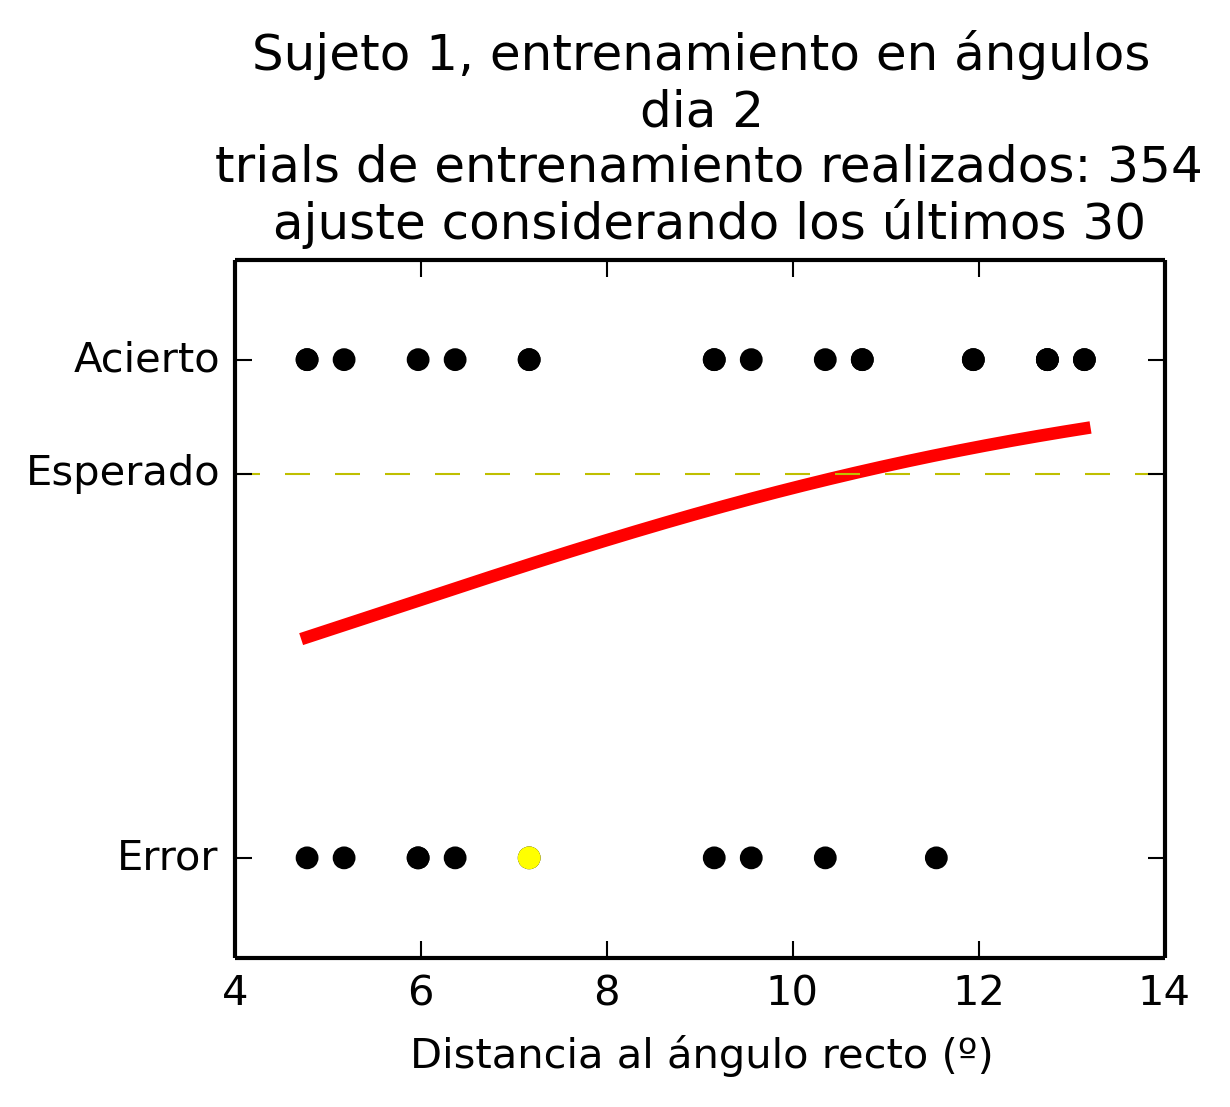 Sujeto 1, entrenamiento en ángulos
dia 2
trials de entrenamiento realizados: 354
ajuste considerando los últimos 30
Acierto
Esperado
Error
4 6 8 10 12 14
Distancia al ángulo recto (º)